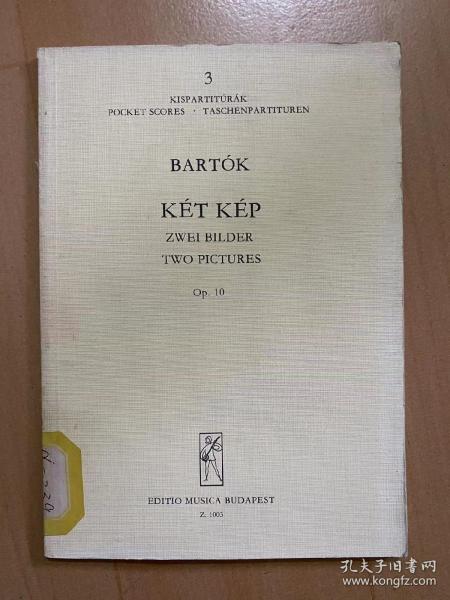 3
KISPARTITÚRÁK
POCKET SCORES · TASCHENPARTITUREN
BARTÓK
KÉT KÉP
ZWEI BILDER
TWO PICTURES
Op. 10
EDITIO MUSICA BUDAPEST
Z. 1003
孔夫子旧书网
www.kongfz.com